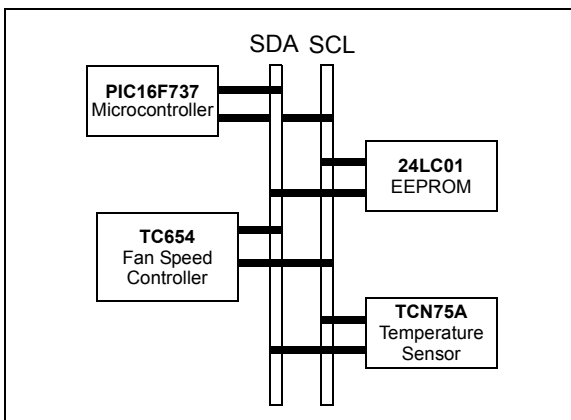 SDA SCL
PIC16F737
Microcontroller
24LC01
EEPROM
TC654
Fan Speed
Controller
TCN75A
Temperature
Sensor